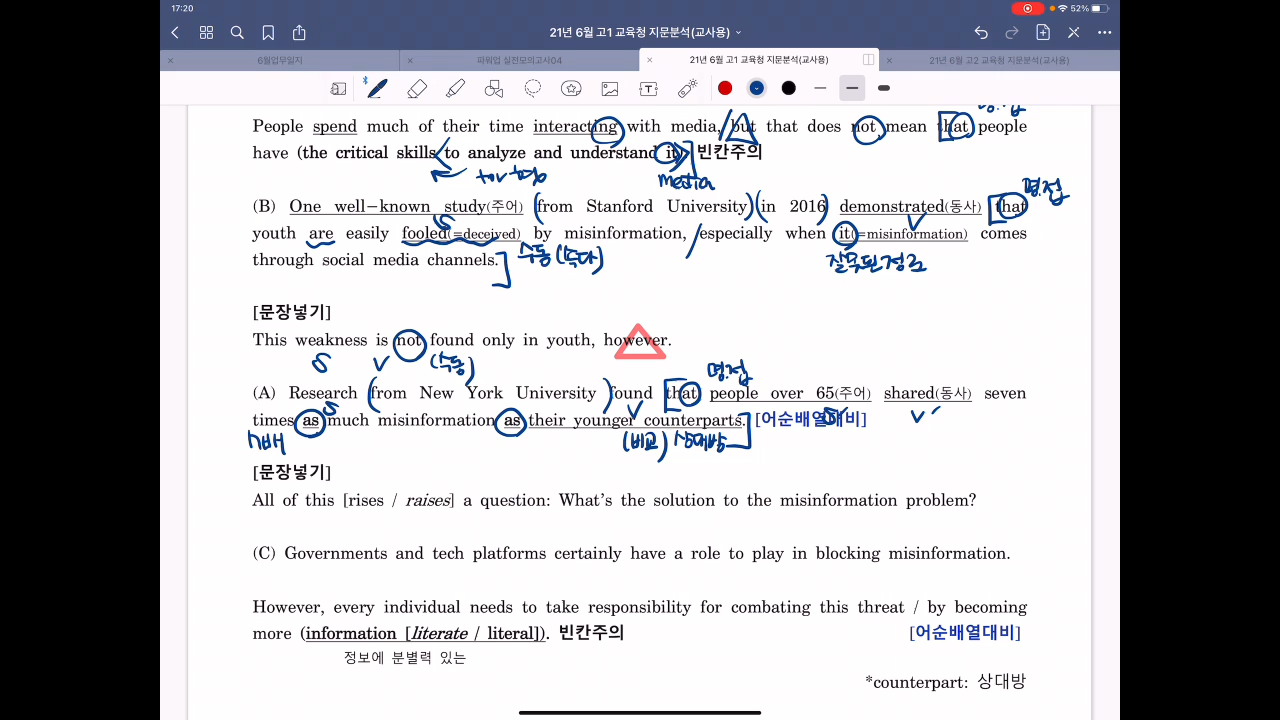 17:20
52%
21년 6월 고1 교육청 지문분석(교사용)
6월업무일지
파워업 실전모의고사04
21년 6월 고1 교육청 지문분석(교사용)
21년 6월 고2 교육청 지문분석(교사용)
People spend much of their time interacting with media, but that does not mean that people
have (the critical skills to analyze and understand it) 빈칸주의
media
명.접
(B) One well-known study(주어) (from Stanford University) (in 2016) demonstrated(동사) that
S
V
youth are easily fooled(=deceived) by misinformation, / especially when it(=misinformation) comes
through social media channels.
수동 (속다)
잘못된 정보
[문장넣기]
This weakness is not found only in youth, however.
S
V
(수동)
명.접
(A) Research (from New York University) found that people over 65(주어) shared(동사) seven
S
V
S
V
times as much misinformation as their younger counterparts. [어순배열대비]
(비교) 상대방
[문장넣기]
All of this [rises / raises] a question: What's the solution to the misinformation problem?
(C) Governments and tech platforms certainly have a role to play in blocking misinformation.
However, every individual needs to take responsibility for combating this threat / by becoming
more (information [literate / literal]). 빈칸주의
[어순배열대비]
정보에 분별력 있는
*counterpart: 상대방